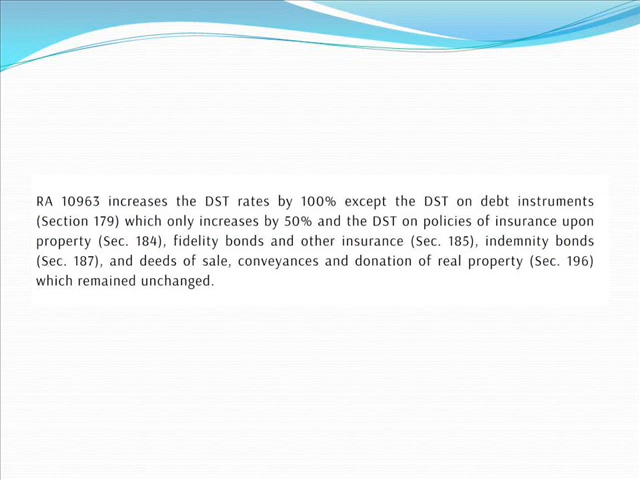 RA 10963 increases the DST rates by 100% except the DST on debt instruments
(Section 179) which only increases by 50% and the DST on policies of insurance upon
property (Sec. 184), fidelity bonds and other insurance (Sec. 185), indemnity bonds
(Sec. 187), and deeds of sale, conveyances and donation of real property (Sec. 196)
which remained unchanged.